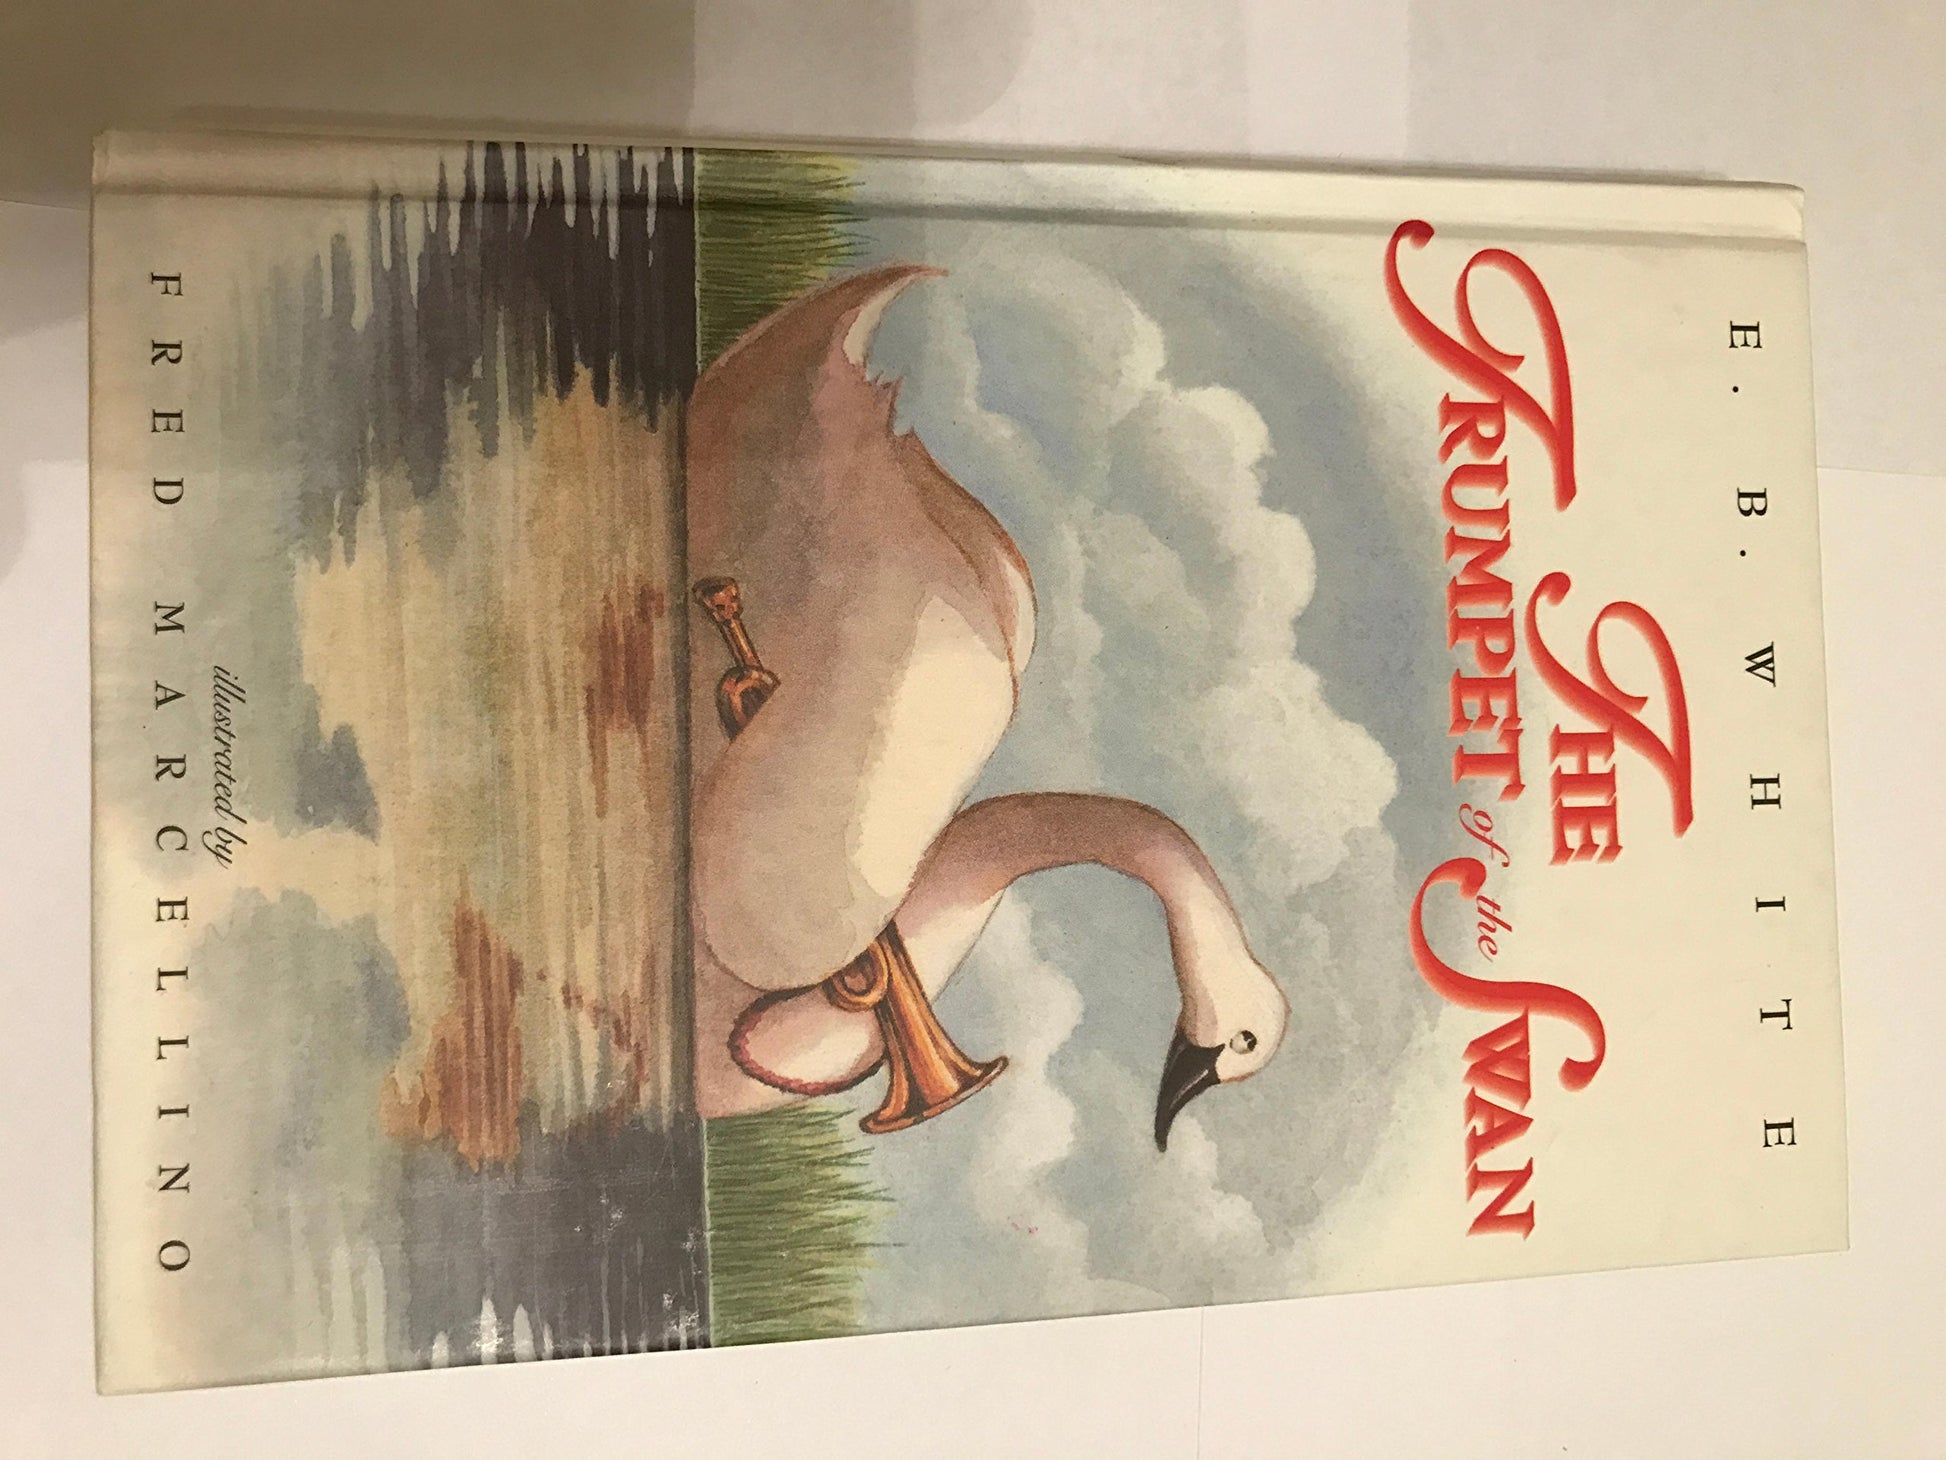 E. B. WHITE
THE
TRUMPET of the SWAN
illustrated by
FRED MARCELLINO